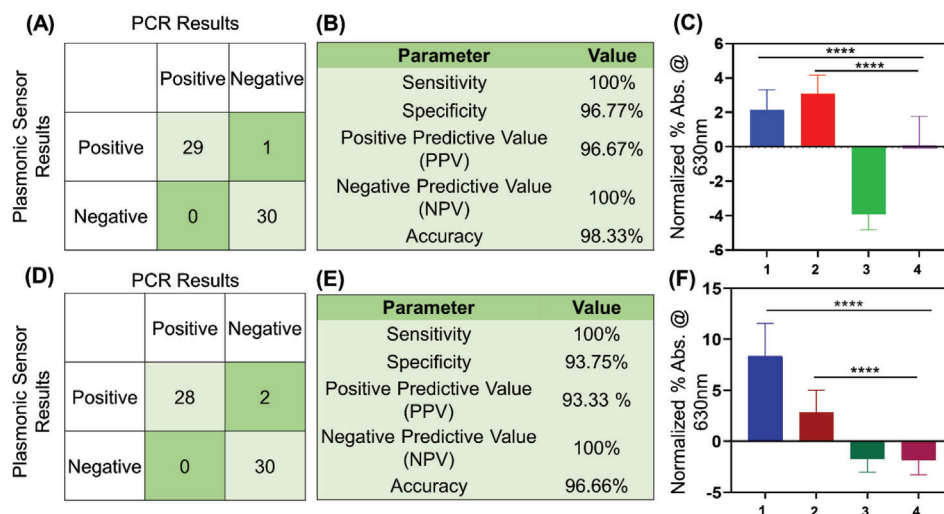 (A)
PCR Results
Positive Negative
Plasmonic Sensor
Results
Positive 29 1
Negative 0 30
(B)
Parameter Value
Sensitivity 100%
Specificity 96.77%
Positive Predictive Value
(PPV)
96.67%
Negative Predictive Value
(NPV)
100%
Accuracy 98.33%
(C)
Normalized % Abs. @
630nm
6
4
2
0
-2
-4
-6
****
****
1 2 3 4
(D)
PCR Results
Positive Negative
Plasmonic Sensor
Results
Positive 28 2
Negative 0 30
(E)
Parameter Value
Sensitivity 100%
Specificity 93.75%
Positive Predictive Value
(PPV)
93.33 %
Negative Predictive Value
(NPV)
100%
Accuracy 96.66%
(F)
Normalized % Abs. @
630nm
15
10
5
0
-5
****
****
1 2 3 4